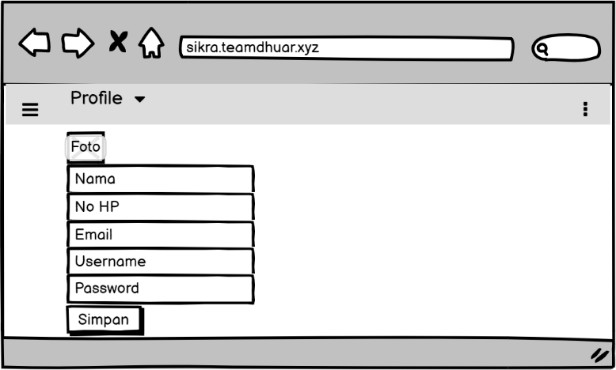 sikra.teamdhuar.xyz
Profile
Foto
Nama
No HP
Email
Username
Password
Simpan